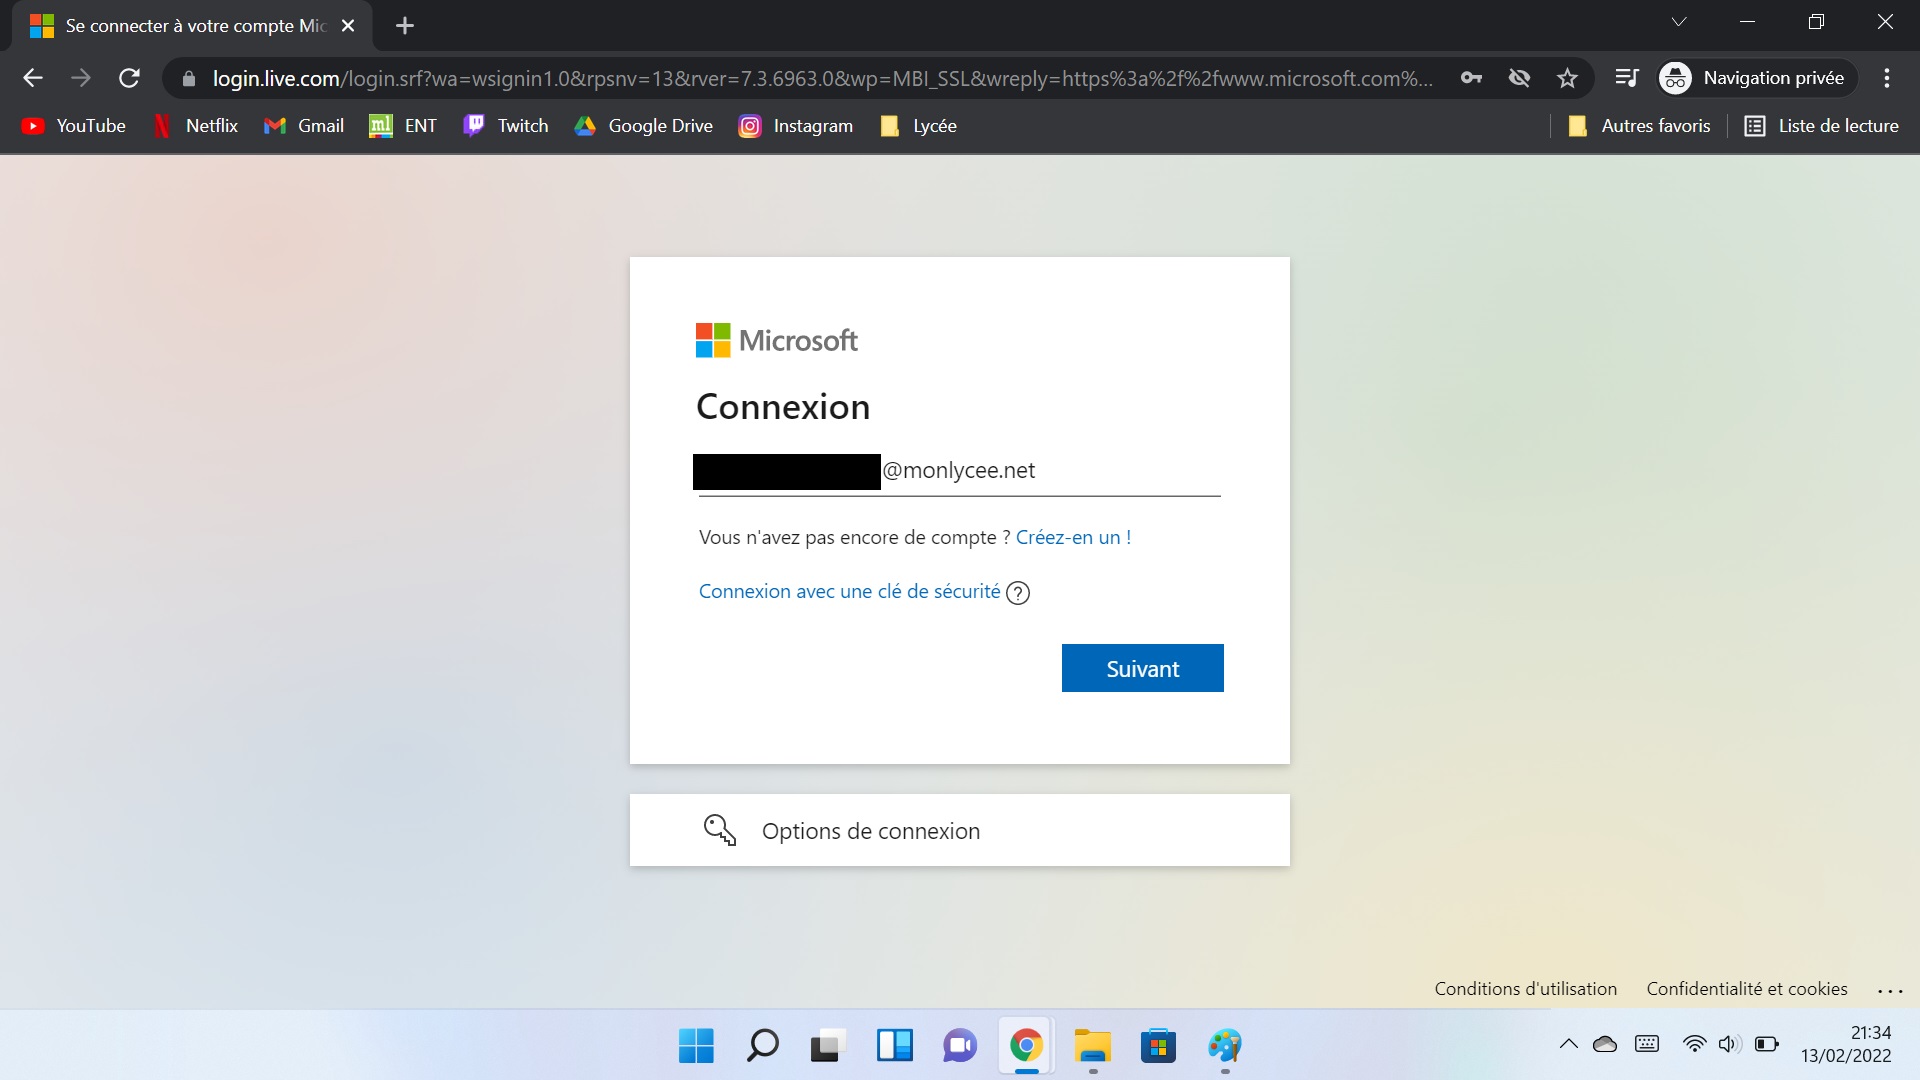 Se connecter à votre compte Mic
login.live.com/login.srf?wa=wsignin1.0&rpsnv=13&rver=7.3.6963.0&wp=MBI_SSL&wreply=https%3a%2f%2fwww.microsoft.com%...
Navigation privée
YouTube
Netflix
Gmail
ml
ENT
Twitch
Google Drive
Instagram
Lycée
Autres favoris
Liste de lecture
Microsoft
Connexion
@monlycee.net
Vous n'avez pas encore de compte ? Créez-en un !
Connexion avec une clé de sécurité ?
Suivant
Options de connexion
Conditions d'utilisation
Confidentialité et cookies
...
21:34
13/02/2022